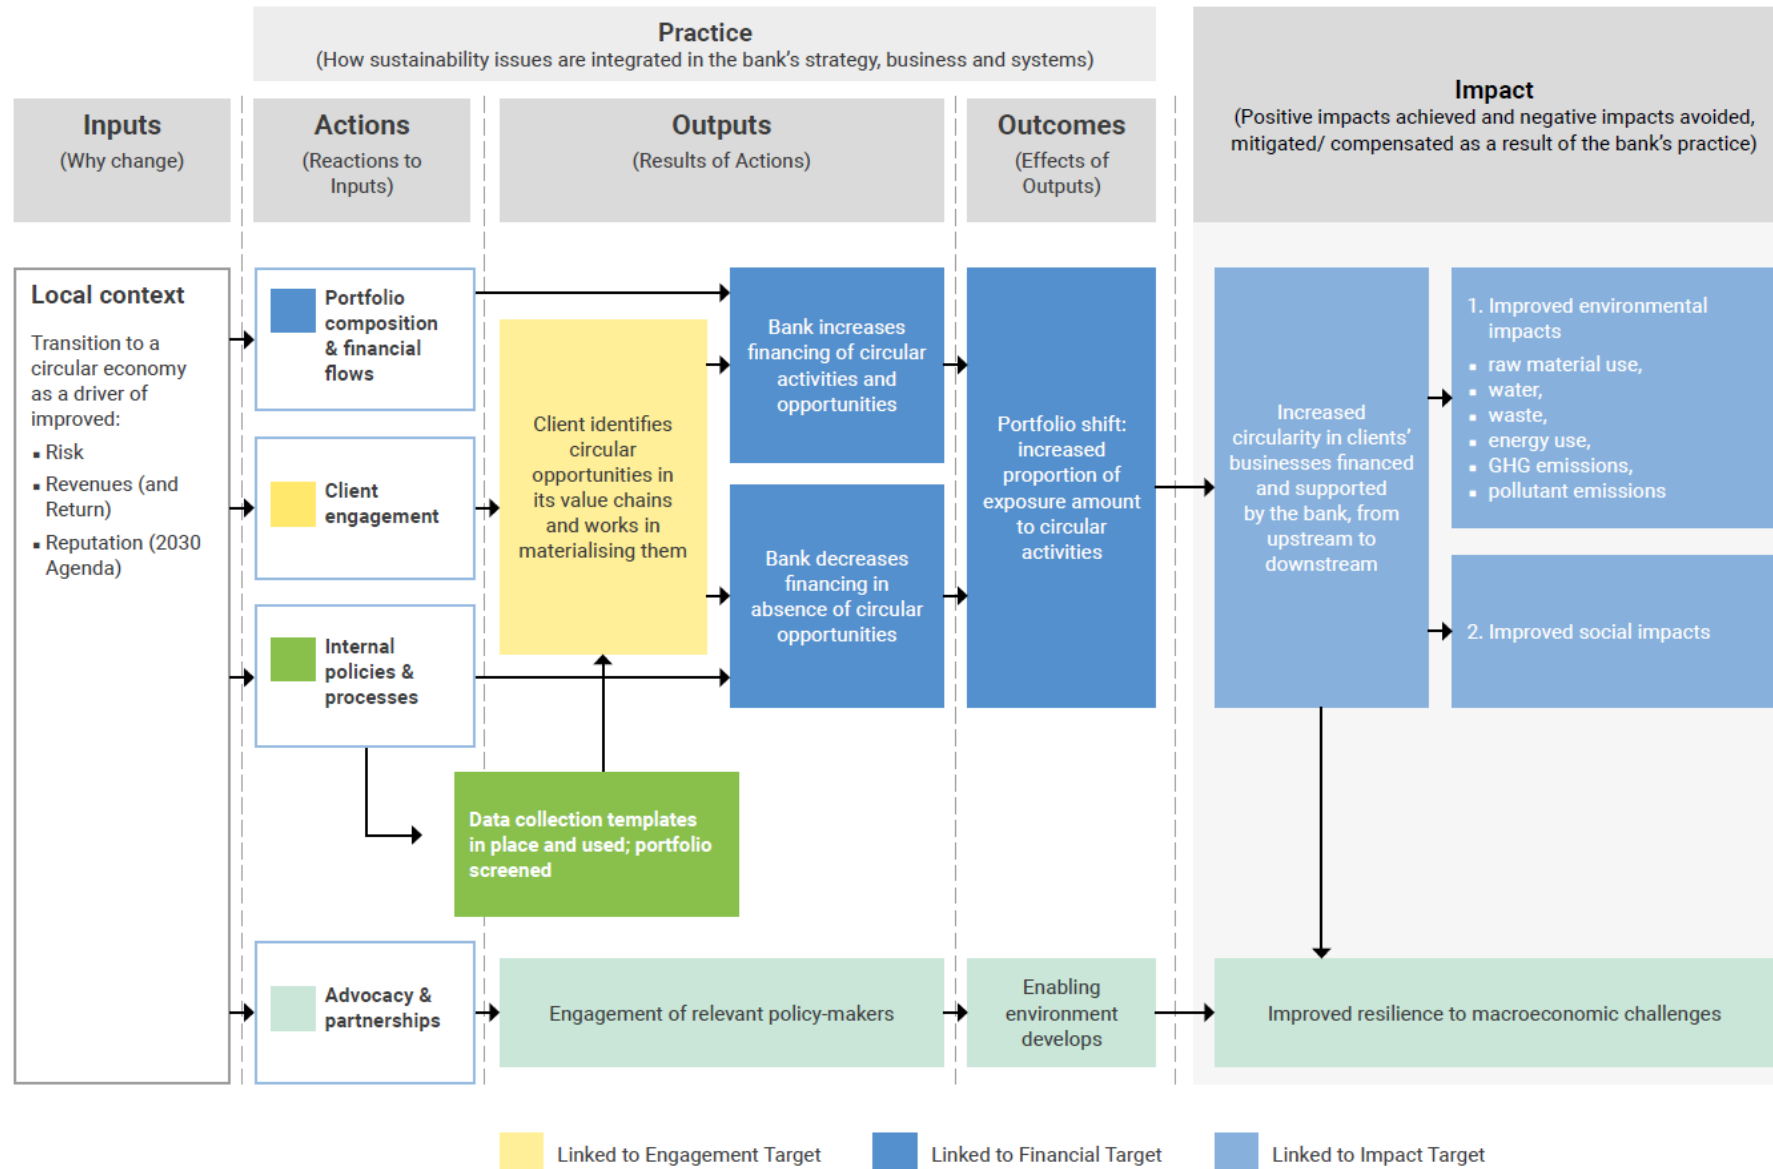 Practice
(How sustainability issues are integrated in the bank's strategy, business and systems)
Impact
(Positive impacts achieved and negative impacts avoided,
mitigated/ compensated as a result of the bank's practice)
Inputs
(Why change)
Actions
(Reactions to
Inputs)
Outputs
(Results of Actions)
Outcomes
(Effects of
Outputs)
Local context
Transition to a
circular economy
as a driver of
improved:
▪ Risk
▪ Revenues (and
Return)
▪ Reputation (2030
Agenda)
Portfolio
composition
& financial
flows
Client
engagement
Internal
policies &
processes
Advocacy &
partnerships
Client identifies
circular
opportunities in
its value chains
and works in
materialising them
Data collection templates
in place and used; portfolio
screened
Bank increases
financing of circular
activities and
opportunities
Bank decreases
financing in
absence of circular
opportunities
Engagement of relevant policy-makers
Portfolio shift:
increased
proportion of
exposure amount
to circular
activities
Enabling
environment
develops
Increased
circularity in clients'
businesses financed
and supported
by the bank, from
upstream to
downstream
1. Improved environmental
impacts
▪ raw material use,
▪ water,
▪ waste,
▪ energy use,
▪ GHG emissions,
▪ pollutant emissions
2. Improved social impacts
Improved resilience to macroeconomic challenges
Linked to Engagement Target
Linked to Financial Target
Linked to Impact Target